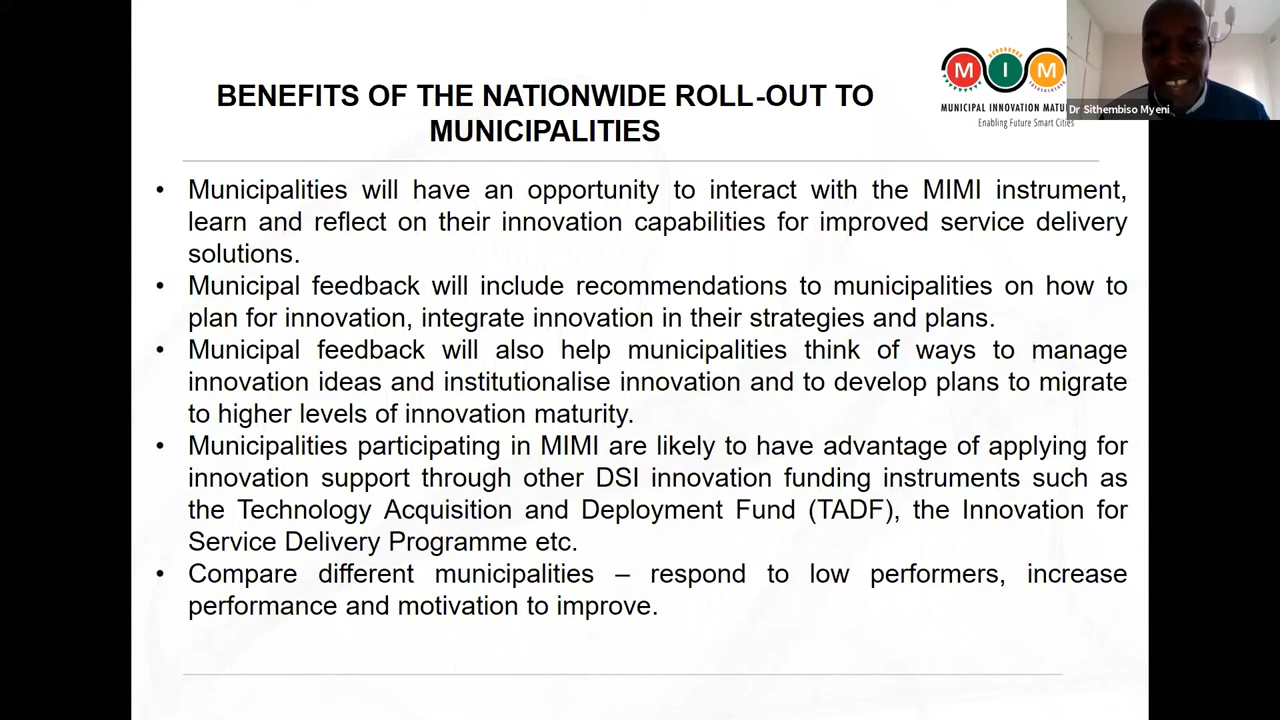 BENEFITS OF THE NATIONWIDE ROLL-OUT TO
MUNICIPALITIES
M I M
MUNICIPAL INNOVATION
Enabling Future Smart Cities
Dr Sithembiso Myeni
• Municipalities will have an opportunity to interact with the MIMI instrument,
learn and reflect on their innovation capabilities for improved service delivery
solutions.
• Municipal feedback will include recommendations to municipalities on how to
plan for innovation, integrate innovation in their strategies and plans.
• Municipal feedback will also help municipalities think of ways to manage
innovation ideas and institutionalise innovation and to develop plans to migrate
to higher levels of innovation maturity.
• Municipalities participating in MIMI are likely to have advantage of applying for
innovation support through other DSI innovation funding instruments such as
the Technology Acquisition and Deployment Fund (TADF), the Innovation for
Service Delivery Programme etc.
• Compare different municipalities – respond to low performers, increase
performance and motivation to improve.